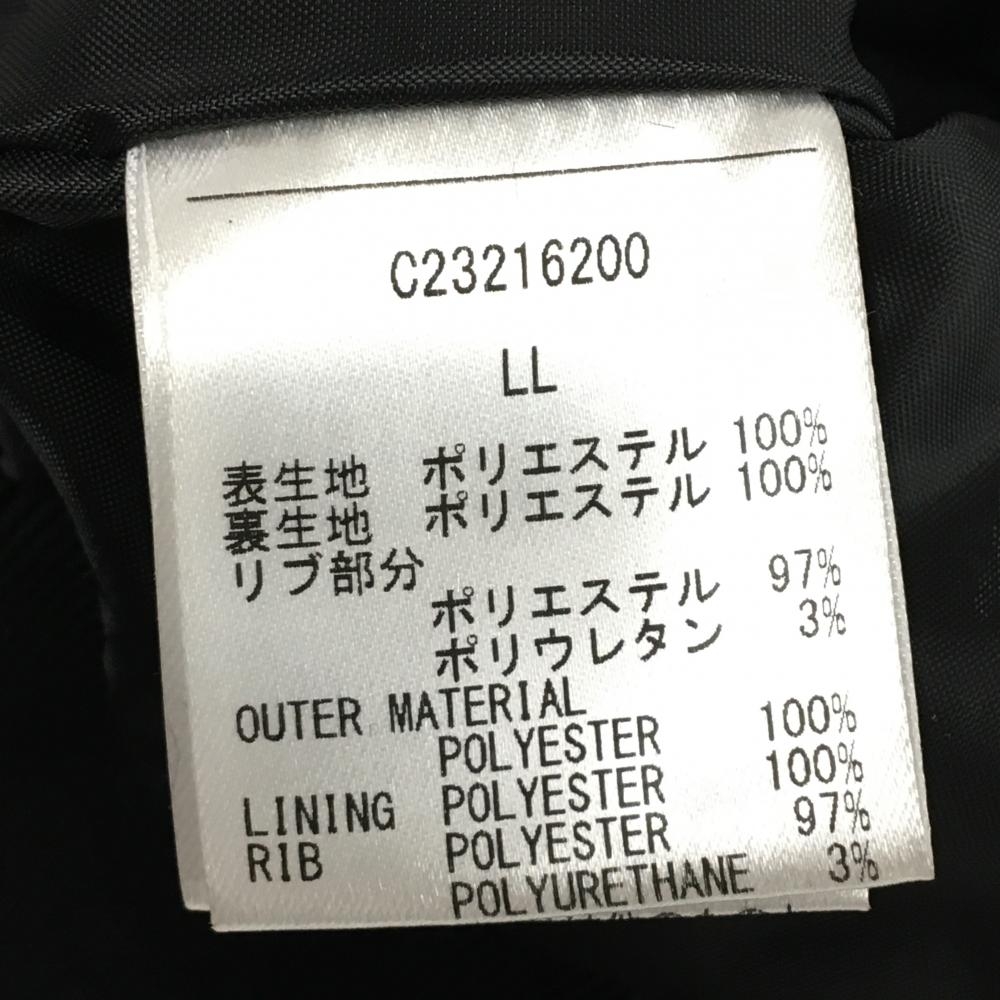 C23216200
LL
表生地 ポリエステル 100%
裏生地 ポリエステル 100%
リブ部分
ポリエステル 97%
ポリウレタン 3%
OUTER MATERIAL
POLYESTER 100%
LINING POLYESTER 100%
RIB POLYESTER 97%
POLYURETHANE 3%